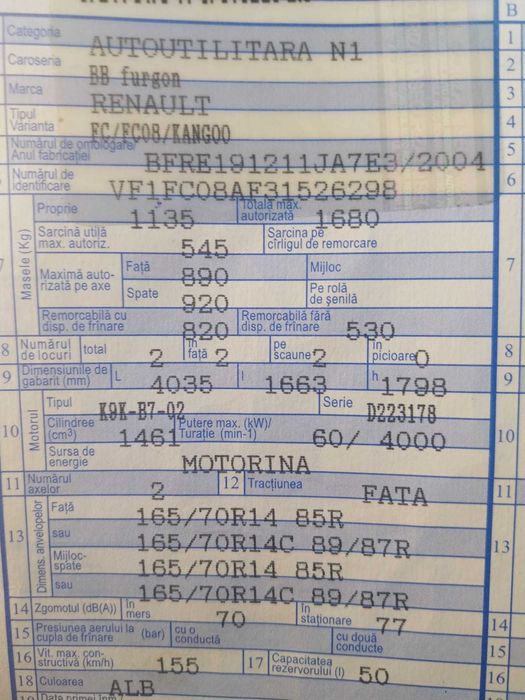 B
Categoria AUTOUTILITARA N1 1
Caroseria BB furgon 2
Marca RENAULT 3
Tipul
Varianta FC/FC08/KANGOO 4
Numărul de omologare/
Anul fabricației BFRE191211JA7E3/2004 5
Numărul de
identificare VF1FC08AF31526298 6
Masele (Kg) Proprie 1135 Totală max.
autorizată 1680
Sarcina utilă
max. autoriz. 545 Sarcina pe
cîrligul de remorcare
7 Maximă auto-
rizată pe axe Față 890 Mijloc 7
Spate 920 Pe rolă
de șenilă
Remorcabilă cu
disp. de frînare 820 Remorcabilă fără
disp. de frînare 530
8 Numărul
de locuri total 2 în
față 2 pe
scaune 2 în
picioare 0 8
9 Dimensiunile de
gabarit (mm) L 4035 l 1663 h 1798 9
10 Motorul Tipul K9K-B7-02 Serie D223178 10
Cilindree
(cm3) 1461 Putere max. (kW)/
Turație (min-1) 60/ 4000
Sursa de
energie MOTORINA
11 Numărul
axelor 2 12 Tracțiunea FATA 11
13 Dimens. anvelopelor Față 165/70R14 85R 13
sau 165/70R14C 89/87R
Mijloc-
spate 165/70R14 85R
sau 165/70R14C 89/87R
14 Zgomotul (dB(A)) în
mers 70 în
staționare 77 14
15 Presiunea aerului la
cupla de frînare (bar) cu o
conductă cu două
conducte 15
16 Vit. max. con-
structivă (km/h) 155 17 Capacitatea
rezervorului (l) 50 16
18 Culoarea ALB 18
Data primei înm